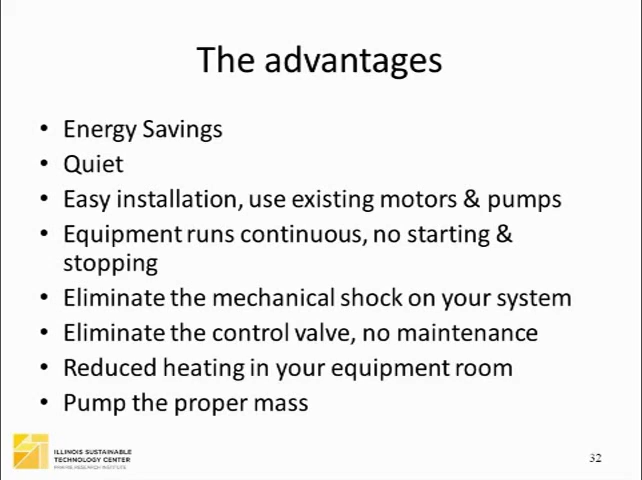 The advantages
• Energy Savings
• Quiet
• Easy installation, use existing motors & pumps
• Equipment runs continuous, no starting &
stopping
• Eliminate the mechanical shock on your system
• Eliminate the control valve, no maintenance
• Reduced heating in your equipment room
• Pump the proper mass
ILLINOIS SUSTAINABLE
TECHNOLOGY CENTER
PRAIRIE RESEARCH INSTITUTE
32